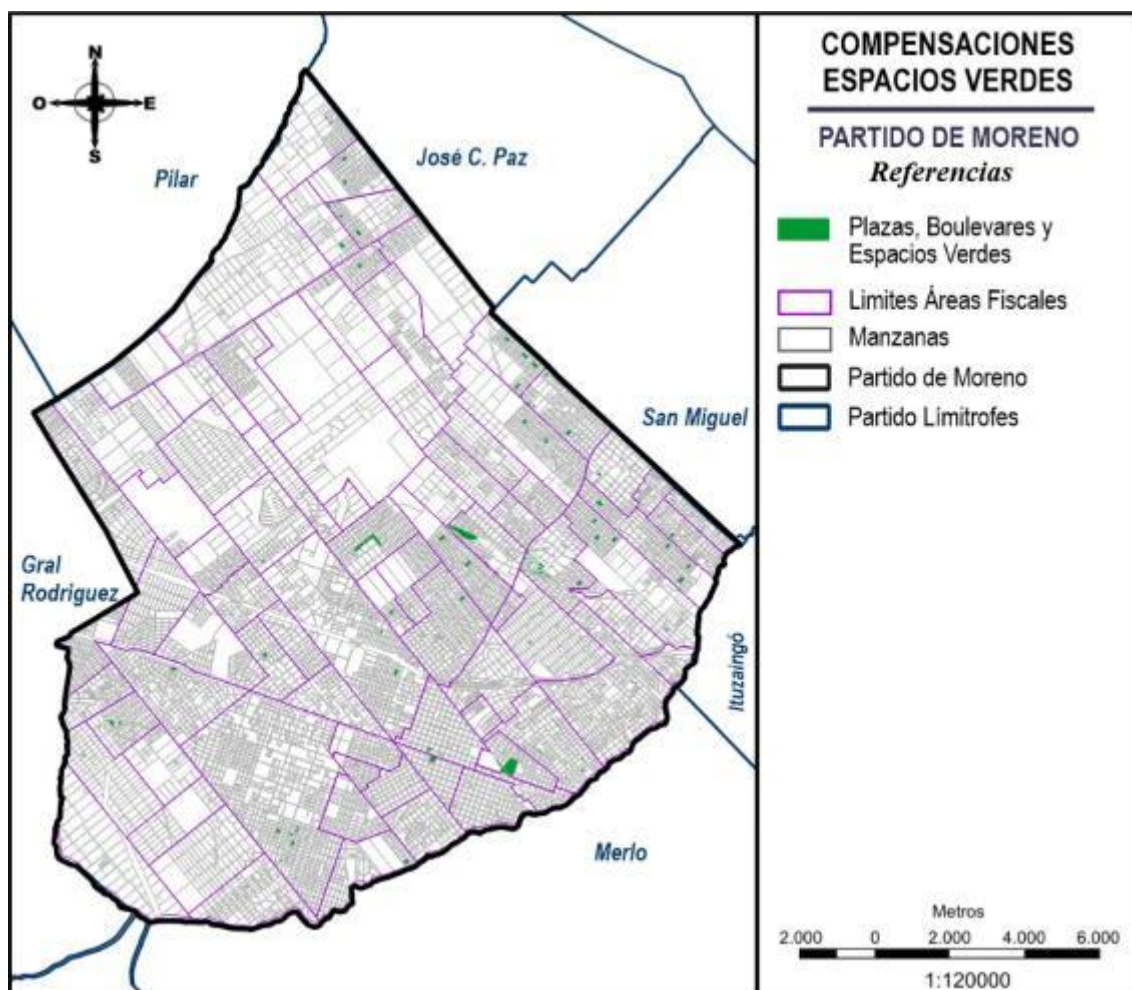 N
O E
S
Pilar
José C. Paz
San Miguel
Gral
Rodriguez
Ituzaingó
Merlo
COMPENSACIONES
ESPACIOS VERDES
PARTIDO DE MORENO
Referencias
Plazas, Boulevares y
Espacios Verdes
Limites Áreas Fiscales
Manzanas
Partido de Moreno
Partido Limitrofes
Metros
2.000 0 2.000 4.000 6.000
1:120000